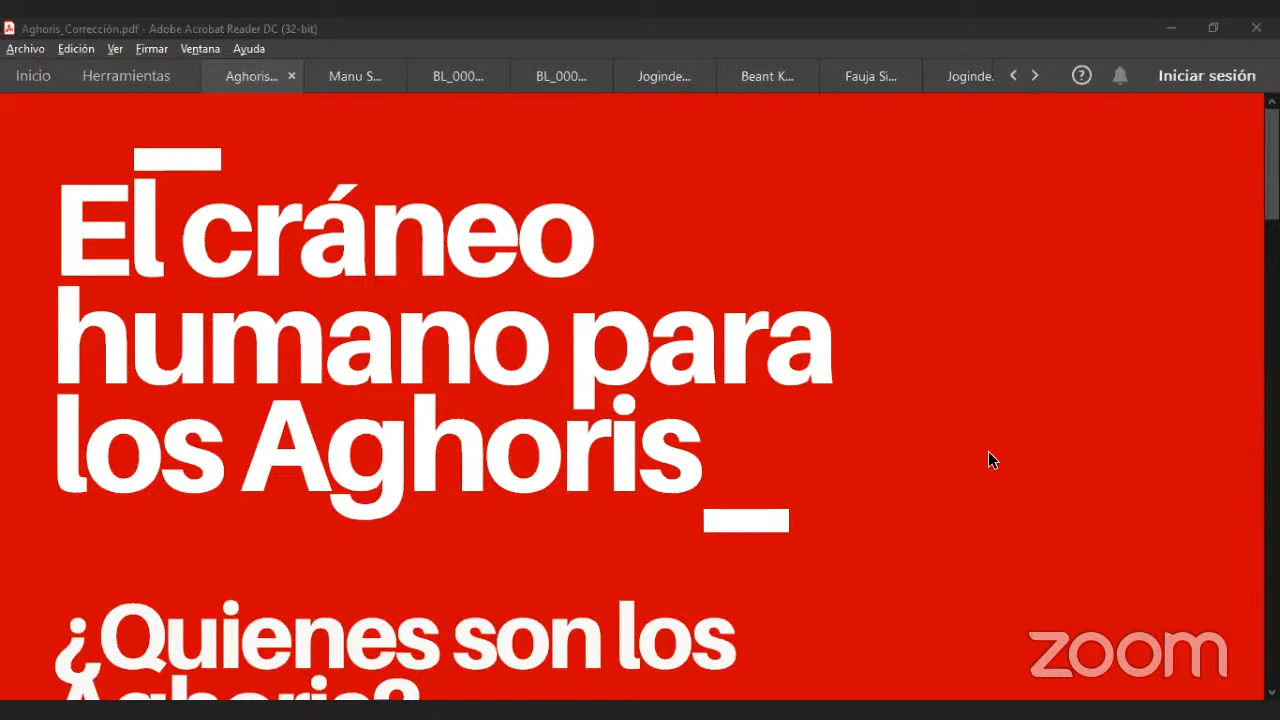 Aghoris_Corrección.pdf - Adobe Acrobat Reader DC (32-bit)
Archivo Edición Ver Firmar Ventana Ayuda
Inicio Herramientas Aghoris... × Manu S... BL_000... BL_000... Joginde... Beant K... Fauja Si... Joginde. ? Iniciar sesión
El cráneo
humano para
los Aghoris_
¿Quienes son los
Aghoris?
zoom